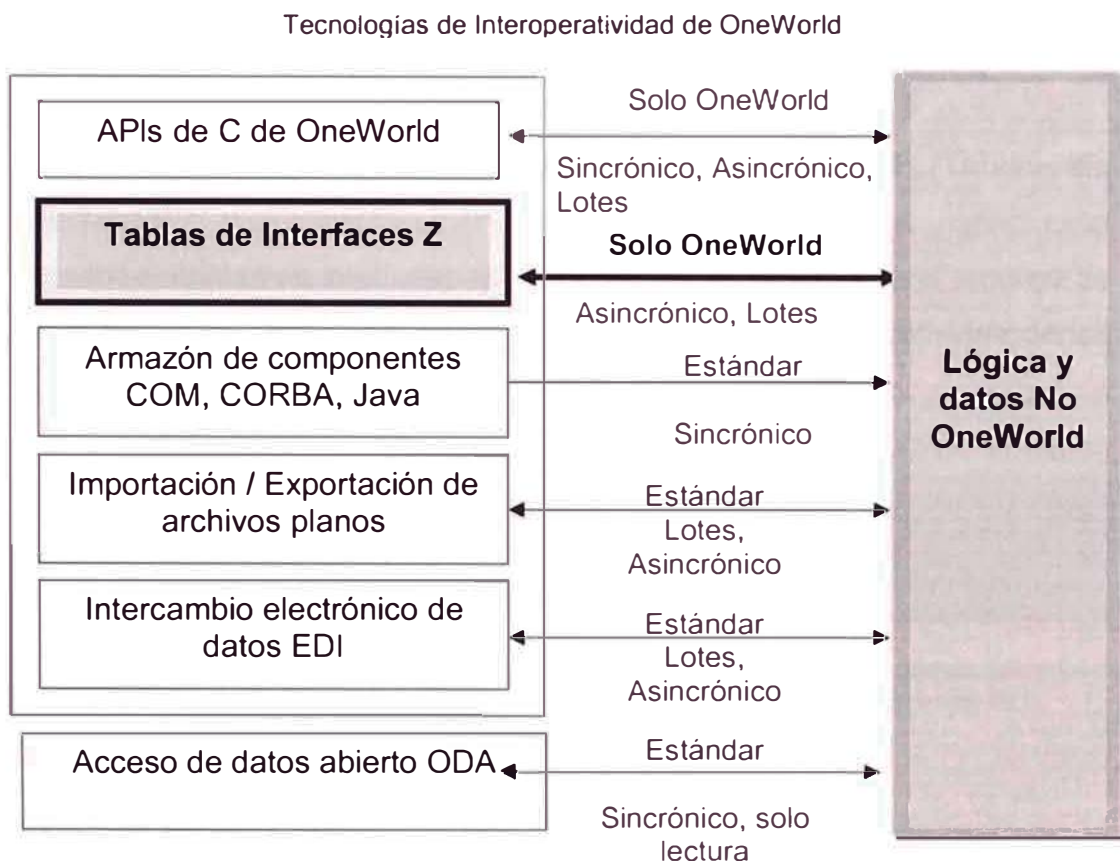 Tecnologías de Interoperatividad de OneWorld
APIs de C de OneWorld
Solo OneWorld
Sincrónico, Asincrónico,
Lotes
Tablas de Interfaces Z
Solo OneWorld
Asincrónico, Lotes
Armazón de componentes
COM, CORBA, Java
Estándar
Sincrónico
Importación / Exportación de
archivos planos
Estándar
Lotes,
Asincrónico
Intercambio electrónico de
datos EDI
Estándar
Lotes,
Asincrónico
Acceso de datos abierto ODA
Estándar
Sincrónico, solo
lectura
Lógica y
datos No
OneWorld